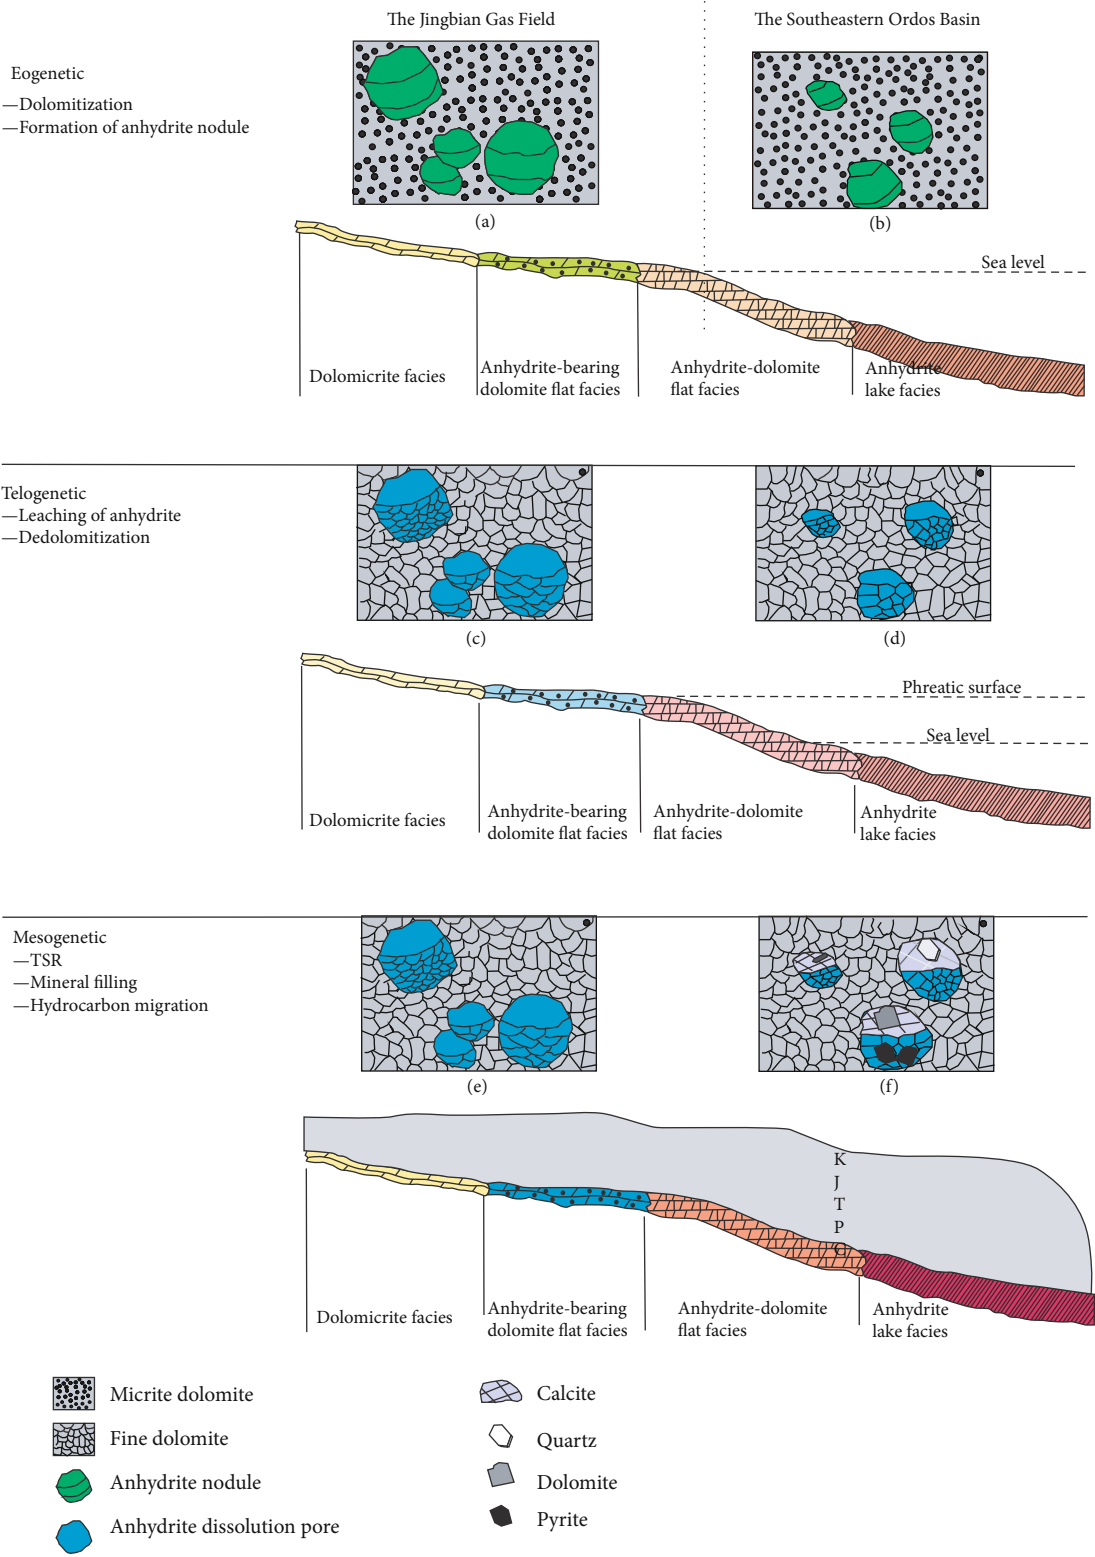 The Jingbian Gas Field
The Southeastern Ordos Basin
Eogenetic
—Dolomitization
—Formation of anhydrite nodule
(a)
(b)
Sea level
Dolomicrite facies
Anhydrite-bearing
dolomite flat facies
Anhydrite-dolomite
flat facies
Anhydrite
lake facies
Telogenetic
—Leaching of anhydrite
—Dedolomitization
(c)
(d)
Phreatic surface
Sea level
Dolomicrite facies
Anhydrite-bearing
dolomite flat facies
Anhydrite-dolomite
flat facies
Anhydrite
lake facies
Mesogenetic
—TSR
—Mineral filling
—Hydrocarbon migration
(e)
(f)
K
J
T
P
C
Dolomicrite facies
Anhydrite-bearing
dolomite flat facies
Anhydrite-dolomite
flat facies
Anhydrite
lake facies
Micrite dolomite
Fine dolomite
Anhydrite nodule
Anhydrite dissolution pore
Calcite
Quartz
Dolomite
Pyrite